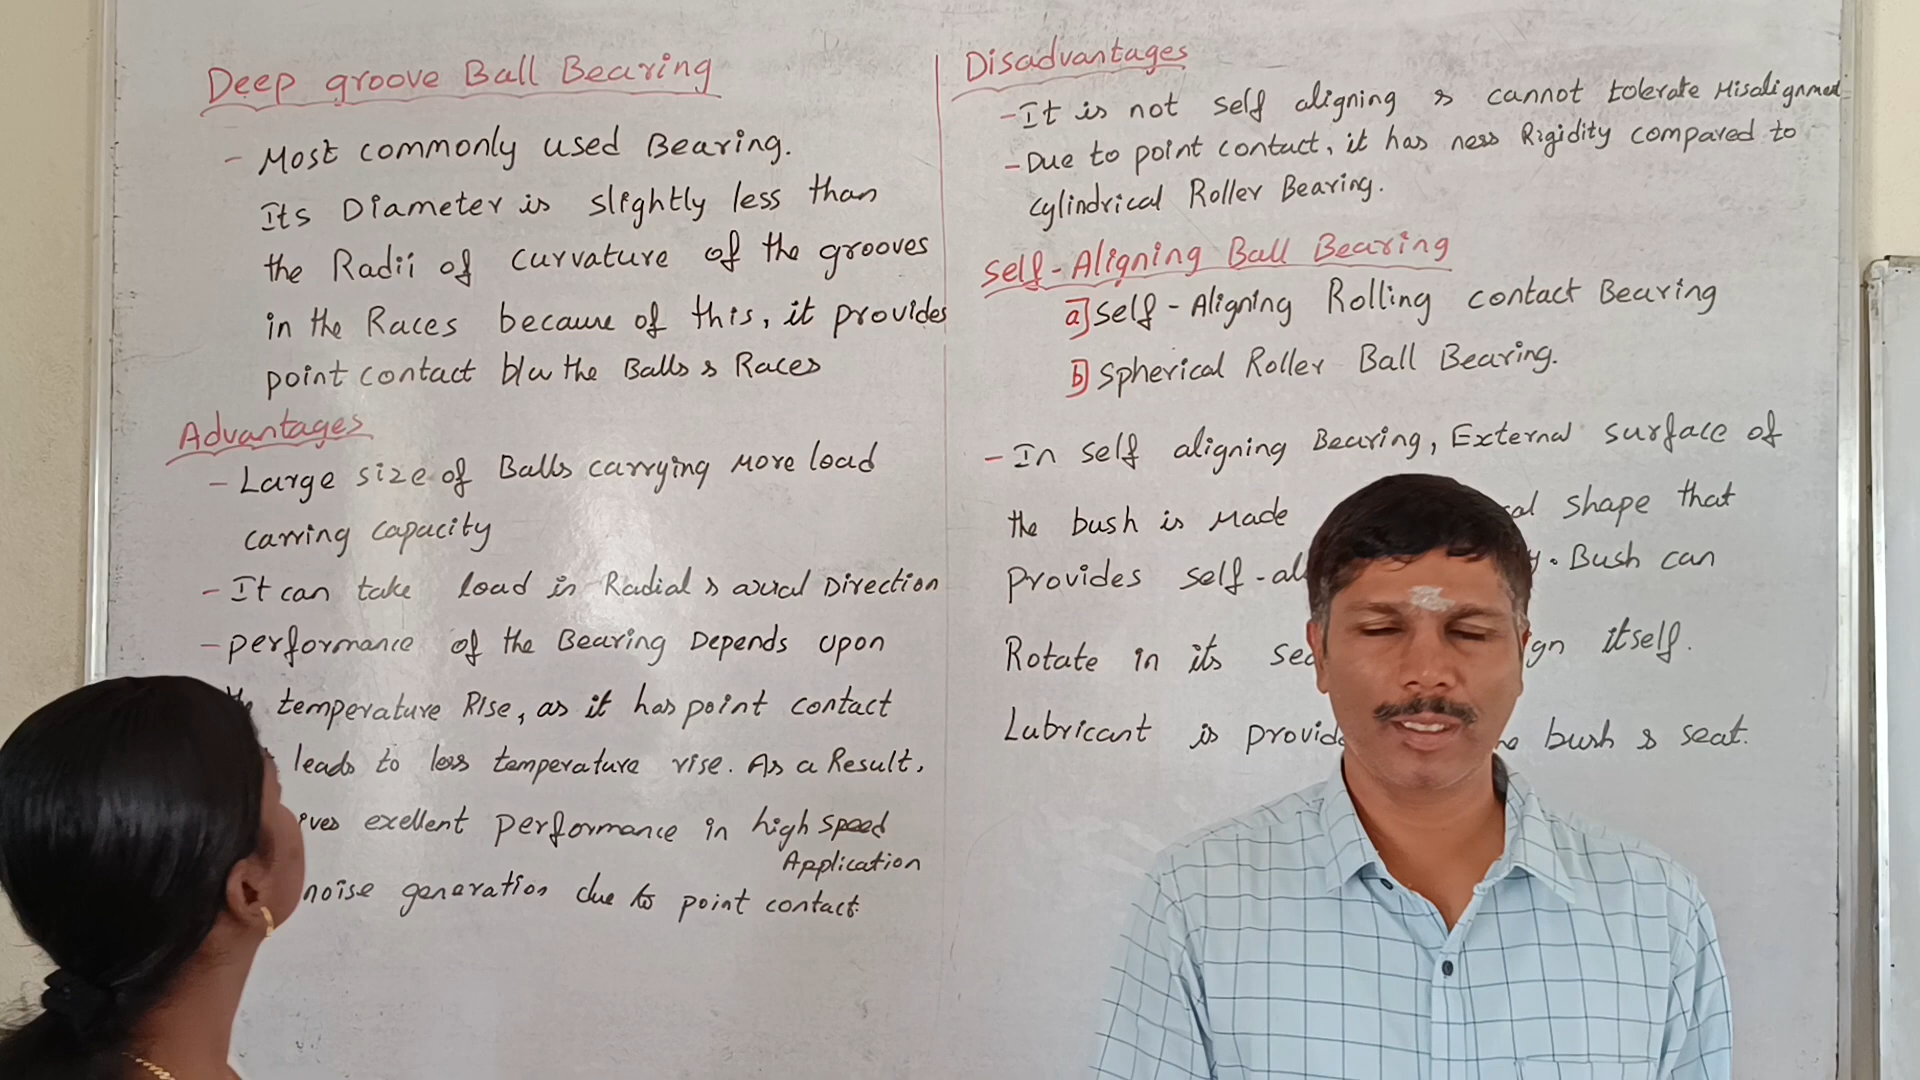 Deep groove Ball Bearing
- Most commonly used Bearing.
Its Diameter is slightly less than
the Radii of curvature of the grooves
in the Races because of this, it provides
point contact b/w the Balls & Races
Advantages
- Large size of Balls carrying More load
carring capacity
- It can take load in Radial & axial Direction
- performance of the Bearing Depends upon
temperature Rise, as it has point contact
leads to less temperature rise. As a Result,
exellent performance in high speed
Application
noise generation due to point contact.
Disadvantages
- It is not self aligning & cannot tolerate Misalignment
- Due to point contact, it has ness Rigidity compared to
cylindrical Roller Bearing.
Self-Aligning Ball Bearing
a] Self-Aligning Rolling contact Bearing
b] Spherical Roller Ball Bearing.
- In self aligning Bearing, External surface of
the bush is Made shape that
provides self- Bush can
Rotate in its itself.
Lubricant is bush & seat.